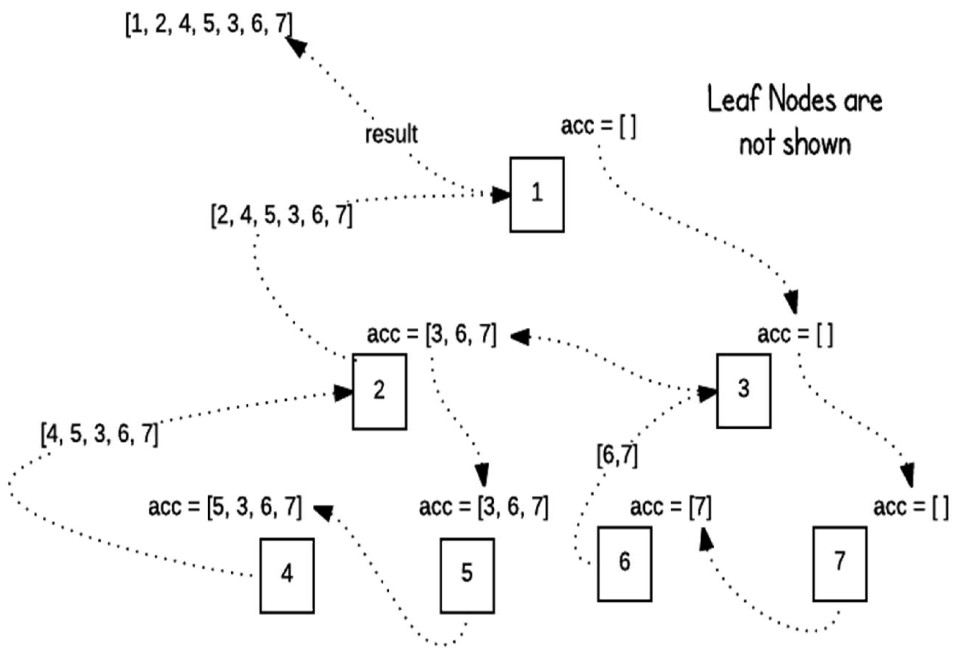 [1, 2, 4, 5, 3, 6, 7]
Leaf Nodes are
not shown
result
acc = [ ]
1
[2, 4, 5, 3, 6, 7]
acc = [3, 6, 7]
acc = [ ]
2
3
[4, 5, 3, 6, 7]
[6,7]
acc = [5, 3, 6, 7]
acc = [3, 6, 7]
acc = [7]
acc = [ ]
4
5
6
7